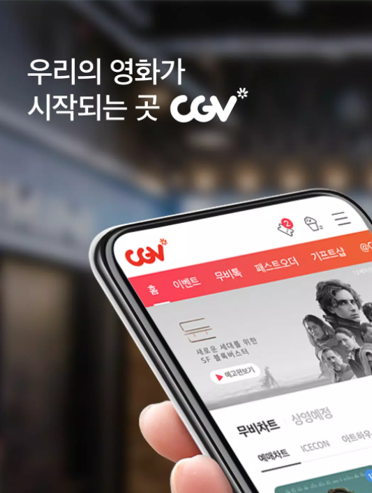 우리의 영화가
시작되는 곳 CGV
2
CGV
홈 이벤트 무비톡 패스트오더 기프트샵
새로운 세대를 위한
SF 블록버스터
예고편보기
무비차트 상영예정
예매차트 ICECON 아트하우스